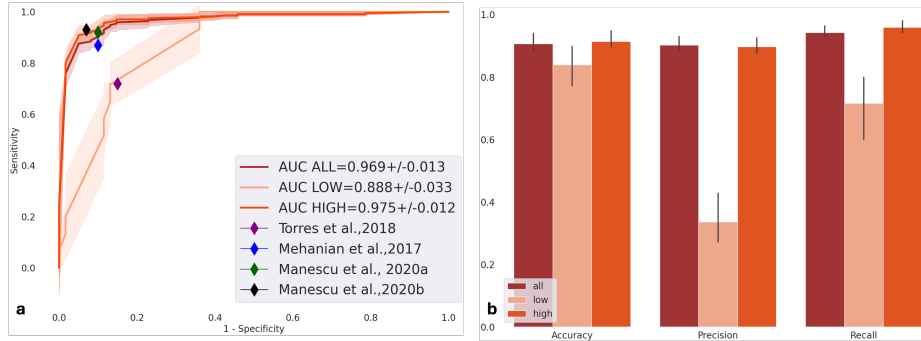 1.0
0.8
0.6
0.4
0.2
0.0
Sensitivity
AUC ALL=0.969+/-0.013
AUC LOW=0.888+/-0.033
AUC HIGH=0.975+/-0.012
Torres et al.,2018
Mehanian et al.,2017
Manescu et al., 2020a
Manescu et al.,2020b
a
0.0 0.2 0.4 0.6 0.8 1.0
1 - Specificity
1.0
0.8
0.6
0.4
0.2
0.0
b
all
low
high
Accuracy Precision Recall